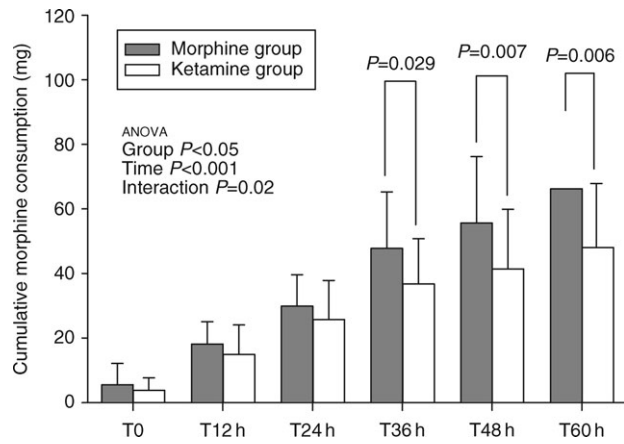 120
100
80
60
40
20
0
Cumulative morphine consumption (mg)
Morphine group
Ketamine group
ANOVA
Group P<0.05
Time P<0.001
Interaction P=0.02
P=0.029
P=0.007
P=0.006
T0
T12 h
T24 h
T36 h
T48 h
T60 h